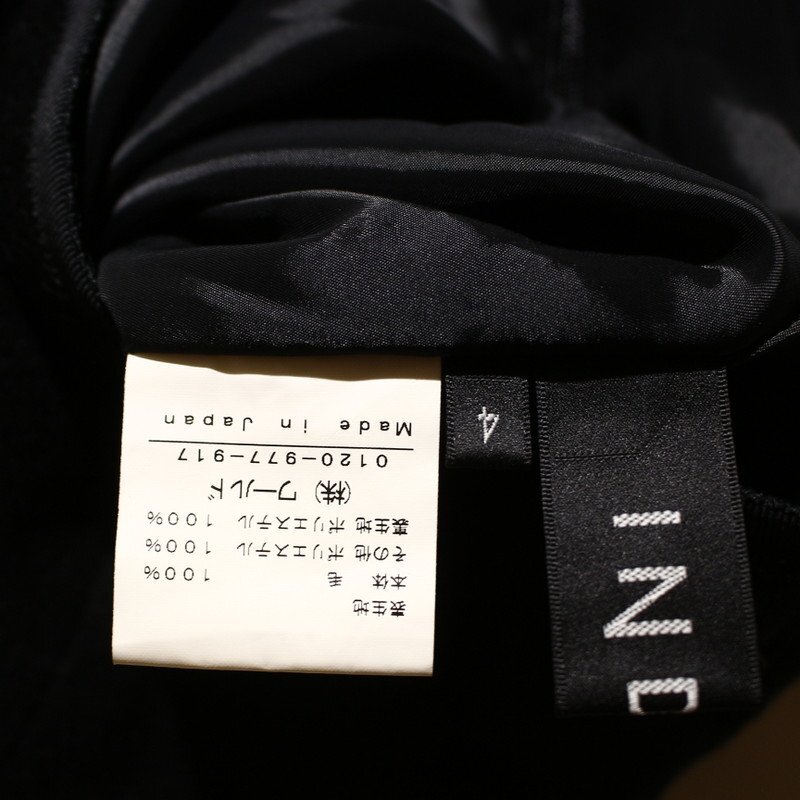 表生地
本体 毛 100%
その他 ポリエステル 100%
裏生地 ポリエステル 100%
(株) ワールド
0120-977-917
Made in Japan
4
IND